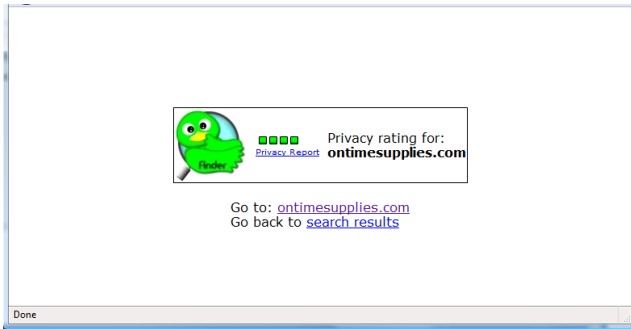 Privacy rating for:
Privacy Report
ontimesupplies.com
finder
Go to: ontimesupplies.com
Go back to search results
Done